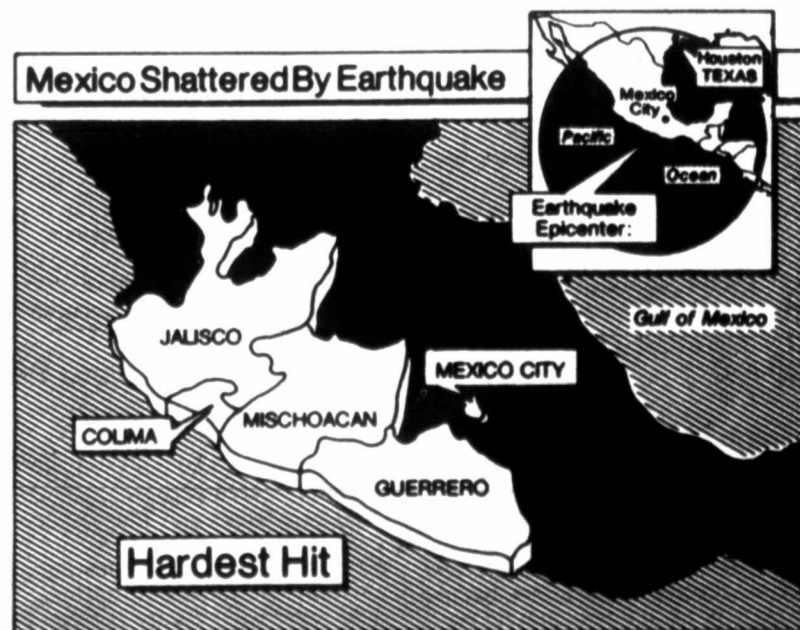 Mexico Shattered By Earthquake
Houston
TEXAS
Mexico
City
Pacific
Ocean
Earthquake
Epicenter:
Gulf of Mexico
JALISCO
MEXICO CITY
COLIMA
MISCHOACAN
GUERRERO
Hardest Hit